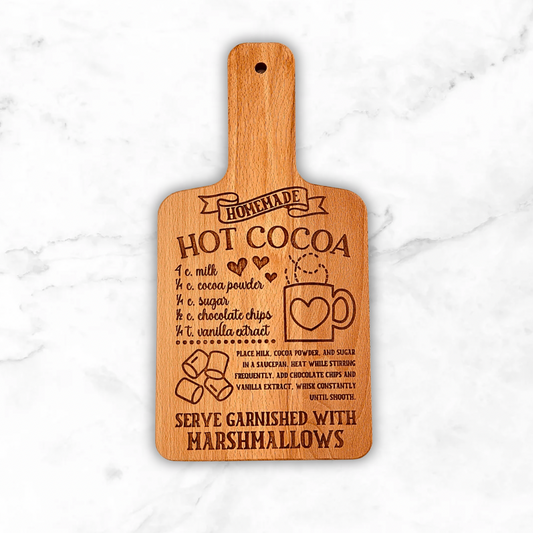 HOMEMADE
HOT COCOA
4 c. milk
¼ c. cocoa powder
¼ c. sugar
½ c. chocolate chips
¼ t. vanilla extract
PLACE MILK, COCOA POWDER, AND SUGAR
IN A SAUCEPAN. HEAT WHILE STIRRING
FREQUENTLY. ADD CHOCOLATE CHIPS AND
VANILLA EXTRACT. WHISK CONSTANTLY
UNTIL SMOOTH.
SERVE GARNISHED WITH
MARSHMALLOWS